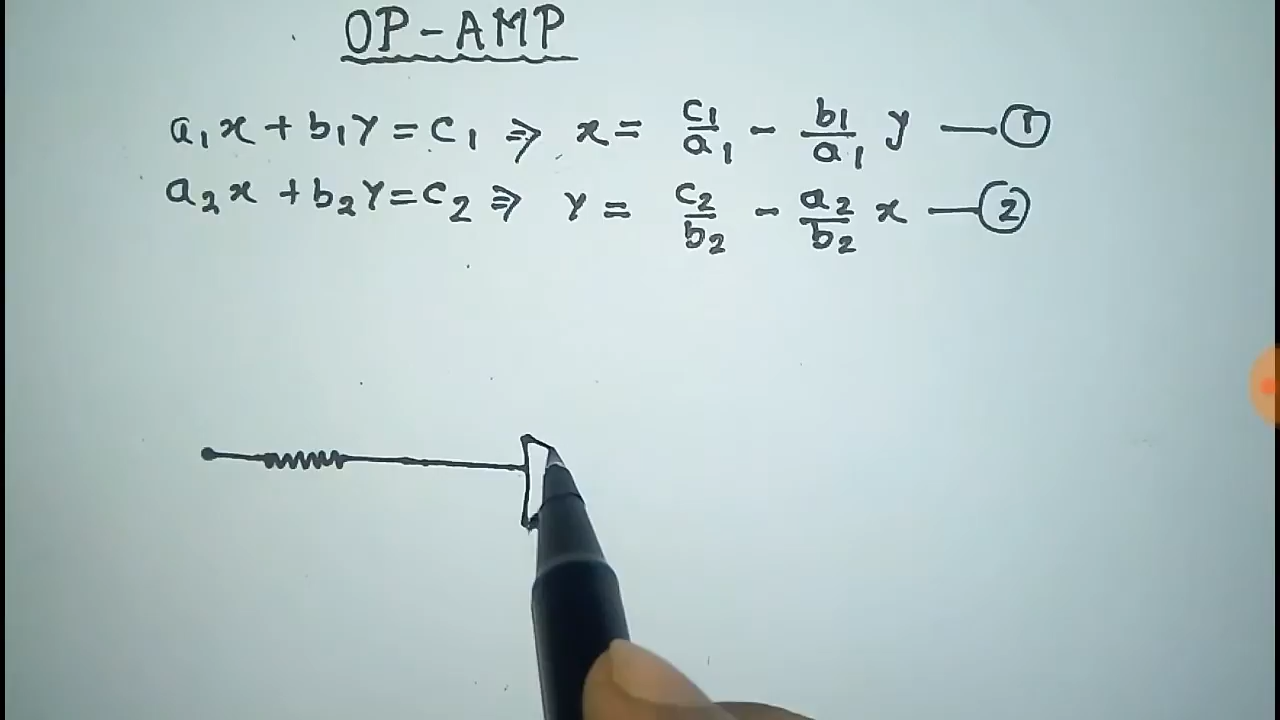 OP-AMP
a₁x + b₁y = c₁ ⇒ x = c₁/a₁ - b₁/a₁ y —①
a₂x + b₂y = c₂ ⇒ y = c₂/b₂ - a₂/b₂ x —②